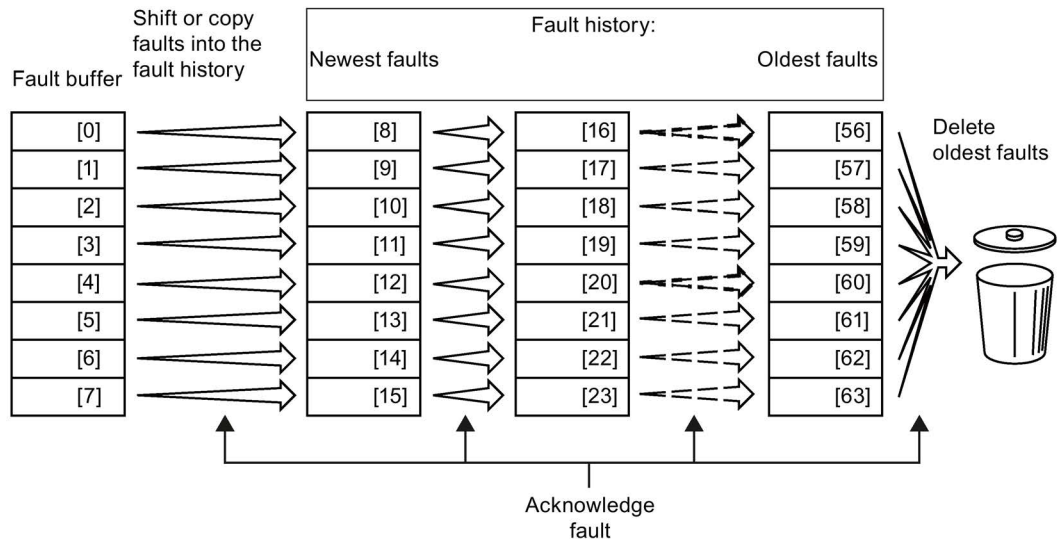 Shift or copy
faults into the
fault history
Fault history:
Newest faults
Oldest faults
Fault buffer
[0]
[1]
[2]
[3]
[4]
[5]
[6]
[7]
[8]
[9]
[10]
[11]
[12]
[13]
[14]
[15]
[16]
[17]
[18]
[19]
[20]
[21]
[22]
[23]
[56]
[57]
[58]
[59]
[60]
[61]
[62]
[63]
Delete
oldest faults
Acknowledge
fault